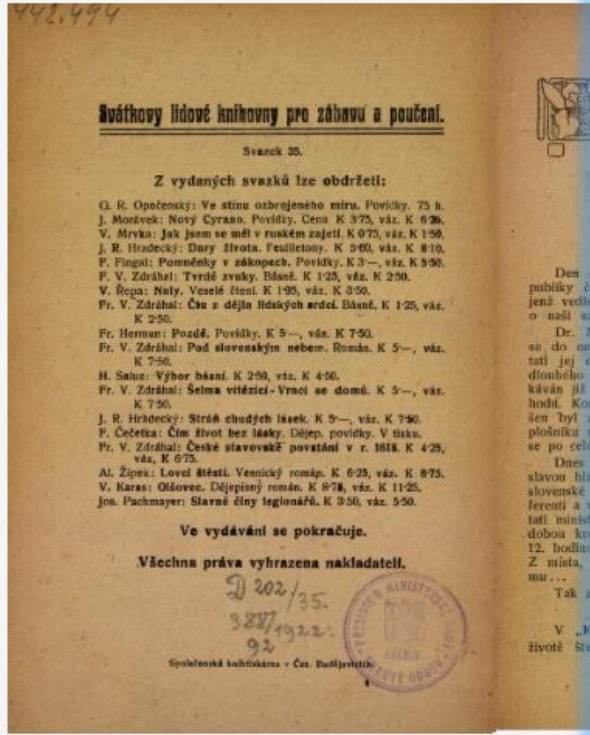 442.494
Svátkovy lidové knihovny pro zábavu a poučení.
Svazek 35.
Z vydaných svazků lze obdržeti:
G. R. Opočenský: Ve stínu ozbrojeného míru. Povídky. 75 h.
J. Morávek: Nový Cyrano. Povídky. Cena K 3·75, váz. K 6·25.
V. Mrvka: Jak jsem se měl v ruském zajetí. K 0·75, váz. K 1·50.
J. R. Hradecký: Dary života. Feuilletony. K 5·60, váz. K 8·10.
F. Fingal: Pomněnky v zákopech. Povídky. K 3·—, váz. K 5·50.
F. V. Zdráhal: Tvrdé zvuky. Básně. K 1·25, váz. K 2·50.
V. Řepa: Nuty. Veselé čtení. K 1·95, váz. K 3·50.
Fr. V. Zdráhal: Čtu z dějin lidských srdcí. Básně. K 1·25, váz.
K 2·50.
Fr. Herman: Pozdě. Povídky. K 5·—, váz. K 7·50.
Fr. V. Zdráhal: Pod slovenským nebem. Román. K 5·—, váz.
K 7·50.
H. Salus: Výbor básní. K 2·50, váz. K 4·50.
Fr. V. Zdráhal: Šelma vítězící - Vrací se domů. K 5·—, váz.
K 7·50.
J. R. Hradecký: Stráň chudých lásek. K 5·—, váz. K 7·50.
F. Čečetka: Čím život bez lásky. Dějep. povídky. V tisku.
Fr. V. Zdráhal: České stavovské povstání v r. 1618. K 4·25,
váz. K 6·75.
Al. Žipek: Lovci štěstí. Vesnický román. K 6·25, váz. K 8·75.
V. Karas: Olšovec. Dějepisný román. K 8·75, váz. K 11·25.
Jos. Pachmayer: Slavné činy legionářů. K 3·50, váz. 5·50.
Ve vydávání se pokračuje.
Všechna práva vyhrazena nakladateli.
D 202/35.
388/1922
92
Společenská knihtiskárna v Čes. Budějovicích.
Den
publiky
jenž
o naší
Dr.
se do
tati jej
dlouhého
káván již
hodů.
šen byl
plošníku
se po
Dnes
slavou
slovenské
ferenti a
tati
dobou
12. hodin
Z místa,
mu...
Tak
V
životě